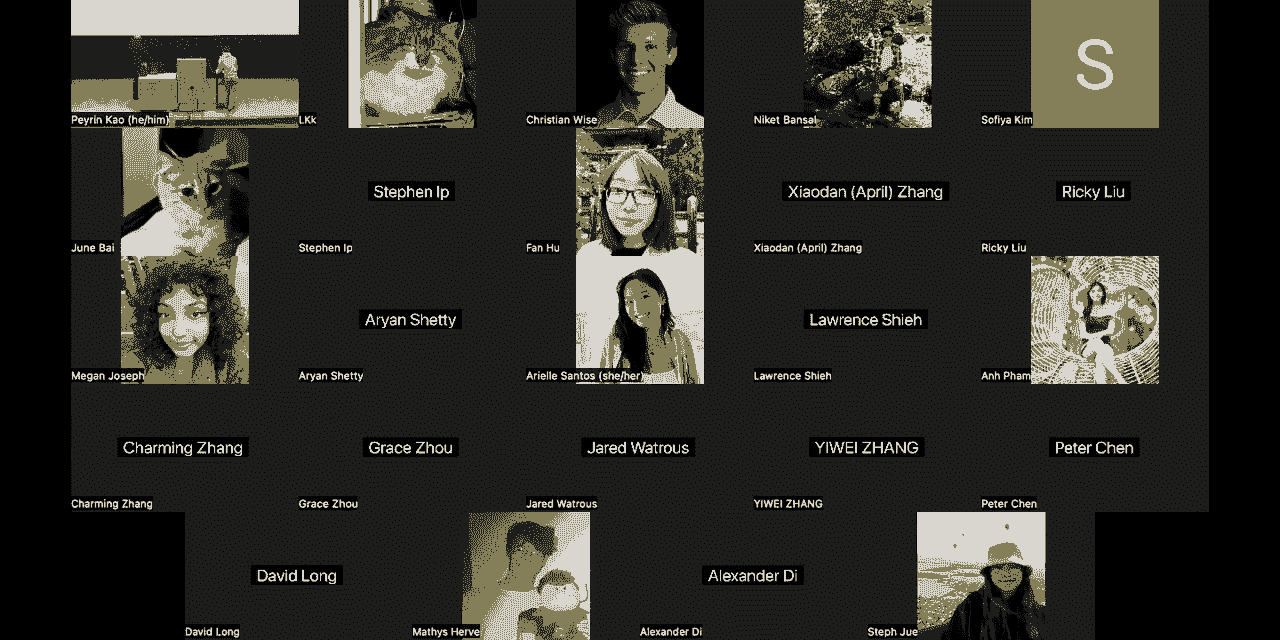 S
Peyrin Kao (he/him)
LKk
Christian Wise
Niket Bansal
Sofiya Kim
Stephen Ip
Xiaodan (April) Zhang
Ricky Liu
June Bai
Stephen Ip
Fan Hu
Xiaodan (April) Zhang
Ricky Liu
Aryan Shetty
Lawrence Shieh
Megan Joseph
Aryan Shetty
Arielle Santos (she/her)
Lawrence Shieh
Anh Pham
Charming Zhang
Grace Zhou
Jared Watrous
YIWEI ZHANG
Peter Chen
Charming Zhang
Grace Zhou
Jared Watrous
YIWEI ZHANG
Peter Chen
David Long
Alexander Di
David Long
Mathys Herve
Alexander Di
Steph Jue